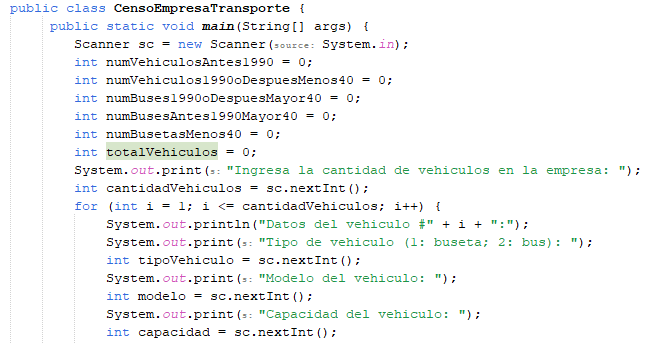 public class CensoEmpresaTransporte {
public static void main(String[] args) {
Scanner sc = new Scanner(source: System.in);
int numVehiculosAntes1990 = 0;
int numVehiculos1990oDespuesMenos40 = 0;
int numBuses1990oDespuesMayor40 = 0;
int numBusesAntes1990Mayor40 = 0;
int numBusetasMenos40 = 0;
int totalVehiculos = 0;
System.out.print(s: "Ingresa la cantidad de vehiculos en la empresa: ");
int cantidadVehiculos = sc.nextInt();
for (int i = 1; i <= cantidadVehiculos; i++) {
System.out.println("Datos del vehiculo #" + i + ":");
System.out.print(s: "Tipo de vehiculo (1: buseta; 2: bus): ");
int tipoVehiculo = sc.nextInt();
System.out.print(s: "Modelo del vehiculo: ");
int modelo = sc.nextInt();
System.out.print(s: "Capacidad del vehiculo: ");
int capacidad = sc.nextInt();